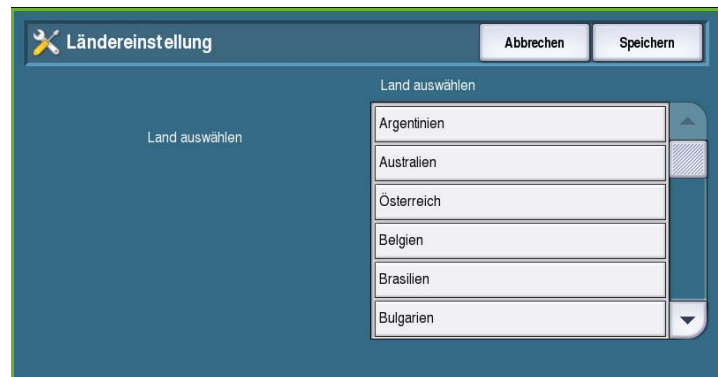 Ländereinstellung
Abbrechen
Speichern
Land auswählen
Land auswählen
Argentinien
Australien
Österreich
Belgien
Brasilien
Bulgarien